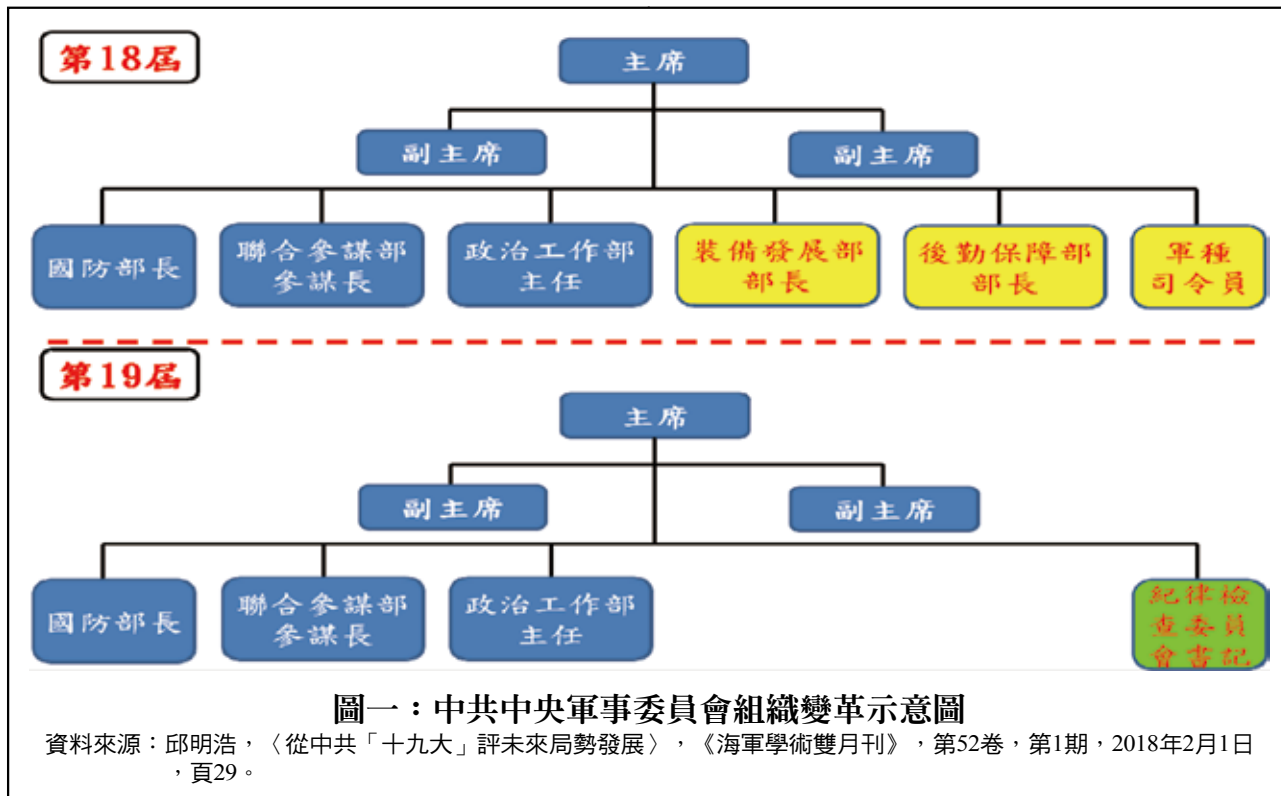 第18屆
主席
副主席
副主席
國防部長
聯合參謀部
參謀長
政治工作部
主任
裝備發展部
部長
後勤保障部
部長
軍種
司令員
第19屆
主席
副主席
副主席
國防部長
聯合參謀部
參謀長
政治工作部
主任
紀律檢
查委員
會書記
圖一：中共中央軍事委員會組織變革示意圖
資料來源：邱明浩，〈從中共「十九大」評未來局勢發展〉，《海軍學術雙月刊》，第52卷，第1期，2018年2月1日
，頁29。